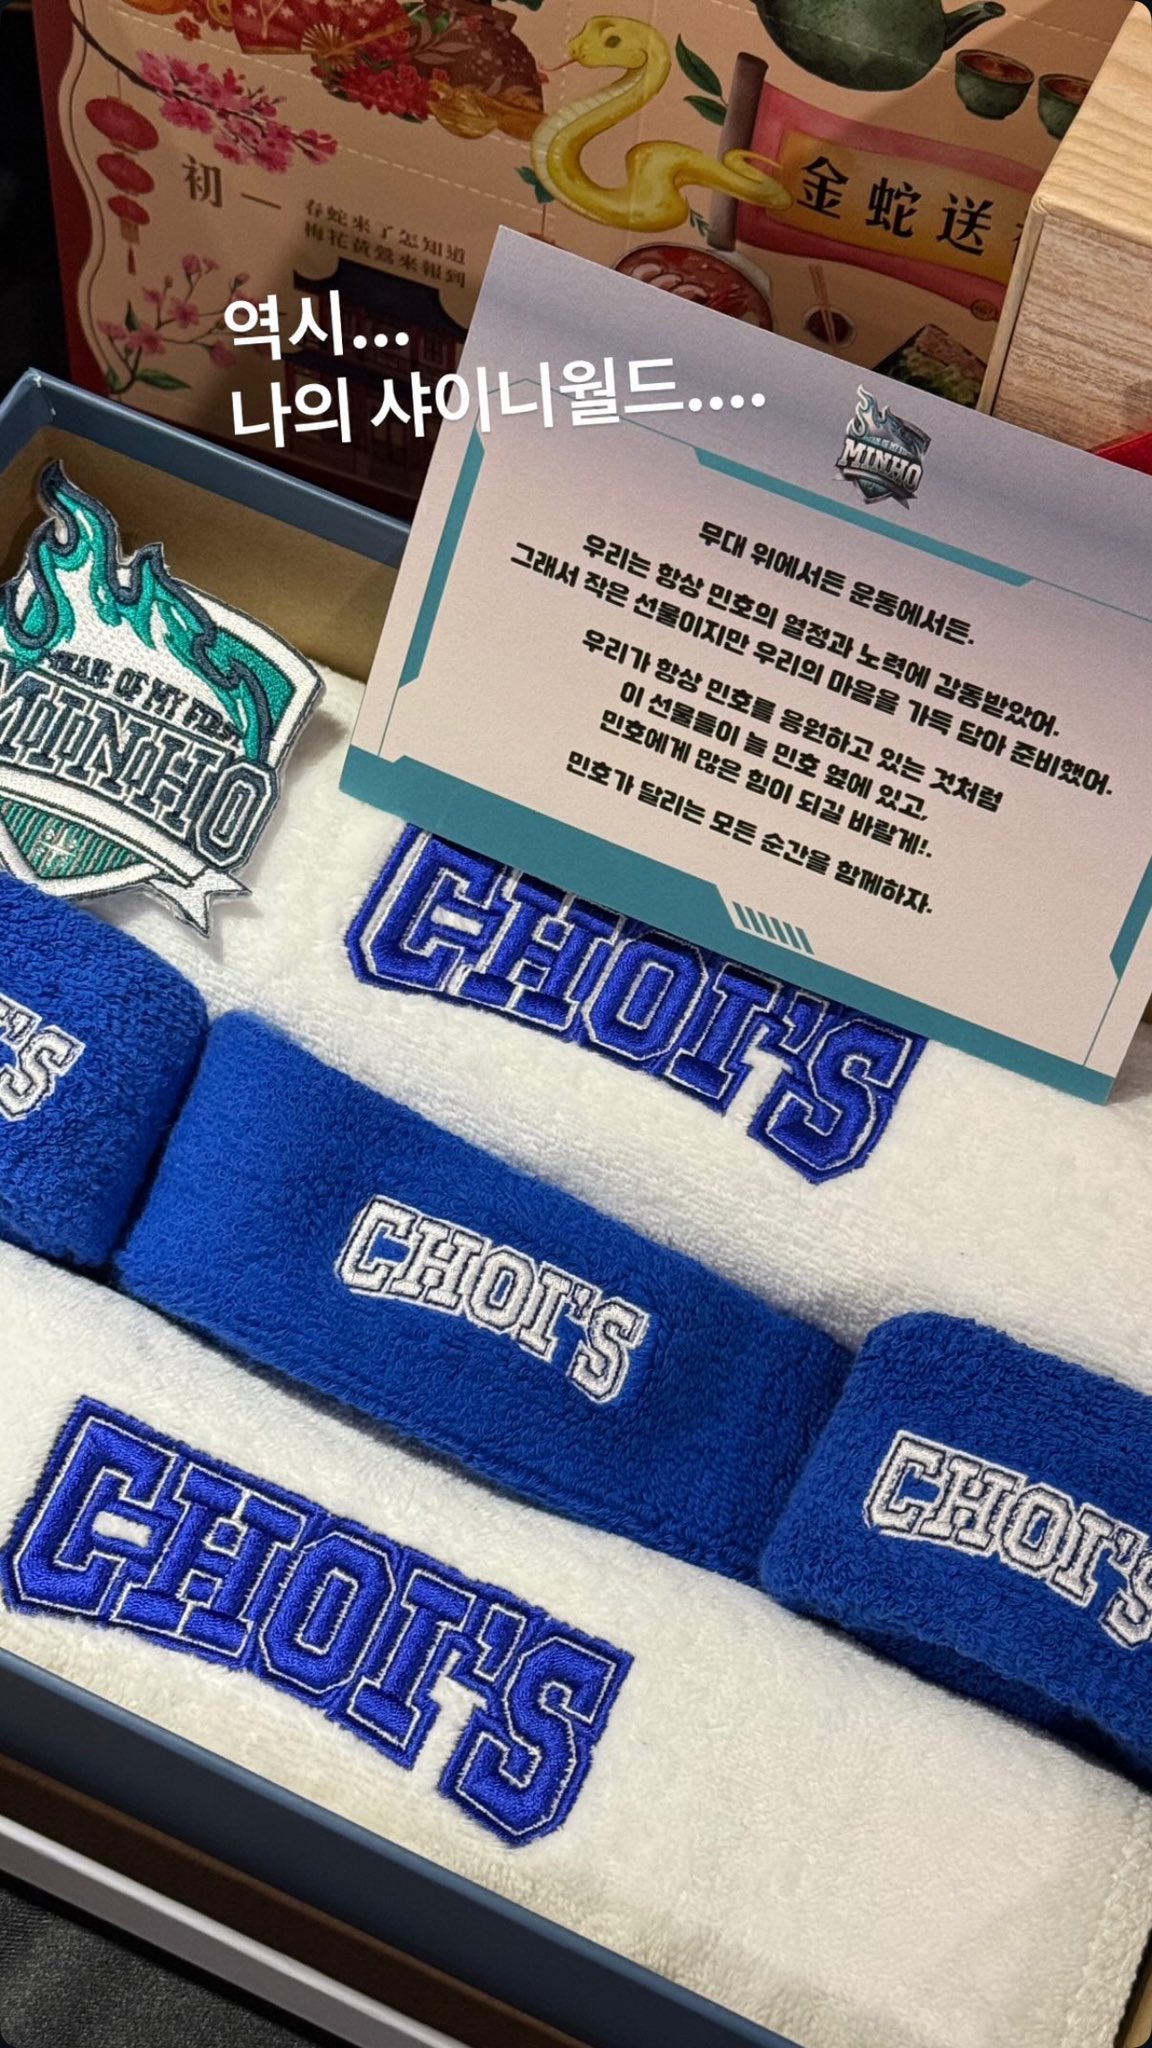 初一
春蛇來了怎知道
梅花黃鶯來報到
金蛇送
역시...
나의 샤이니월드....
MINHO
무대 위에서든 운동에서든.
우리는 항상 민호의 열정과 노력에 감동받았어.
그래서 작은 선물이지만 우리의 마음을 가득 담아 준비했어.
우리가 항상 민호를 응원하고 있는 것처럼
이 선물들이 늘 민호 옆에 있고,
민호에게 많은 힘이 되길 바랄게!.
민호가 달리는 모든 순간을 함께하자.
OF MY
MINHO
CHOI'S
'S
CHOI'S
CHOI'S
CHOI'S